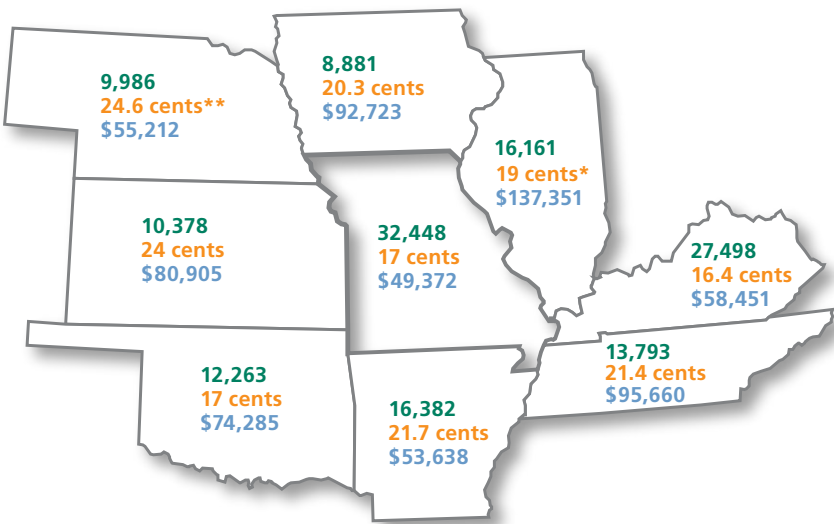 9,986
24.6 cents**
$55,212
8,881
20.3 cents
$92,723
16,161
19 cents*
$137,351
10,378
24 cents
$80,905
32,448
17 cents
$49,372
27,498
16.4 cents
$58,451
12,263
17 cents
$74,285
16,382
21.7 cents
$53,638
13,793
21.4 cents
$95,660